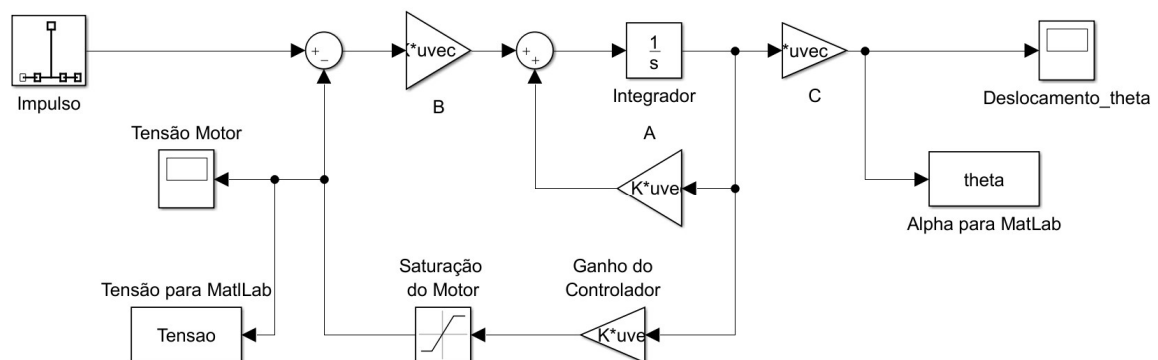 Impulso
+
−
K*uvec
B
+
+
1
s
Integrador
*uvec
C
Deslocamento_theta
A
K*uve
theta
Alpha para MatLab
Tensão Motor
Tensão para MatlLab
Tensao
Saturação
do Motor
Ganho do
Controlador
K*uve